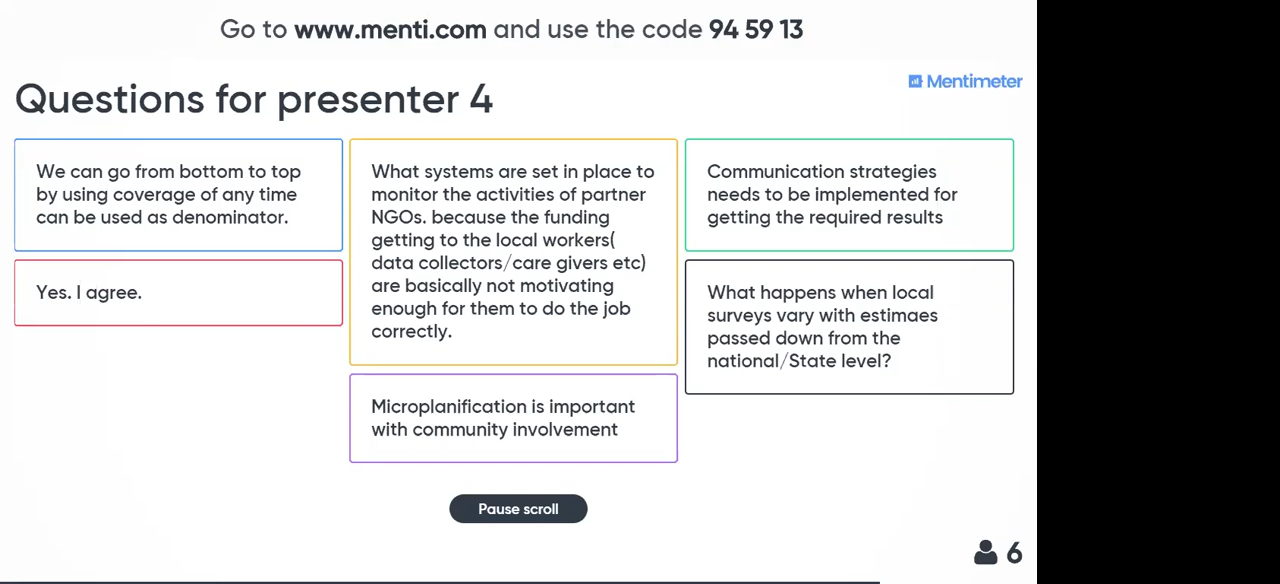 Go to www.menti.com and use the code 94 59 13
Mentimeter
Questions for presenter 4
We can go from bottom to top
by using coverage of any time
can be used as denominator.
Yes. I agree.
What systems are set in place to
monitor the activities of partner
NGOs. because the funding
getting to the local workers(
data collectors/care givers etc)
are basically not motivating
enough for them to do the job
correctly.
Microplanification is important
with community involvement
Communication strategies
needs to be implemented for
getting the required results
What happens when local
surveys vary with estimaes
passed down from the
national/State level?
Pause scroll
6